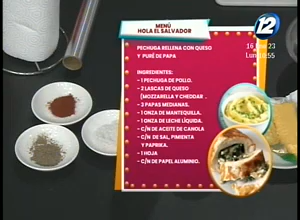 MENÚ
HOLA EL SALVADOR
PECHUGA RELLENA CON QUESO
Y PURÉ DE PAPA
INGREDIENTES:
- 1 PECHUGA DE POLLO.
- 2 LASCAS DE QUESO
(MOZZARELLA Y CHEDDAR.
- 3 PAPAS MEDIANAS.
- 1 ONZA DE MANTEQUILLA.
- 1 ONZA DE LECHE LÍQUIDA.
- C/N DE ACEITE DE CANOLA
- C/N DE SAL, PIMIENTA
Y PAPRIKA.
- 1 HOJA
- C/N DE PAPEL ALUMINIO.
12